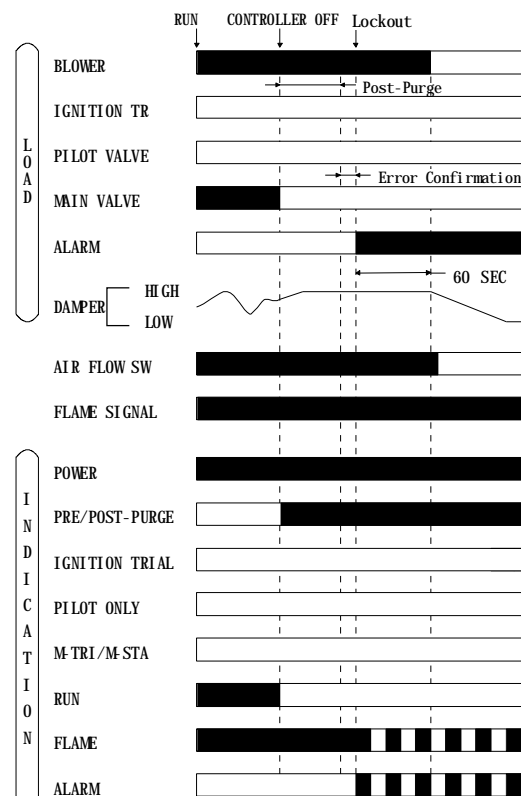 RUN CONTROLLER OFF Lockout
BLOWER
Post-Purge
IGNITION TR
PILOT VALVE
Error Confirmation
MAIN VALVE
ALARM
60 SEC
HIGH
DAMPER
LOW
AIR FLOW SW
FLAME SIGNAL
LOAD
POWER
PRE/POST-PURGE
IGNITION TRIAL
PILOT ONLY
M-TRI/M-STA
RUN
FLAME
ALARM
INDICATION